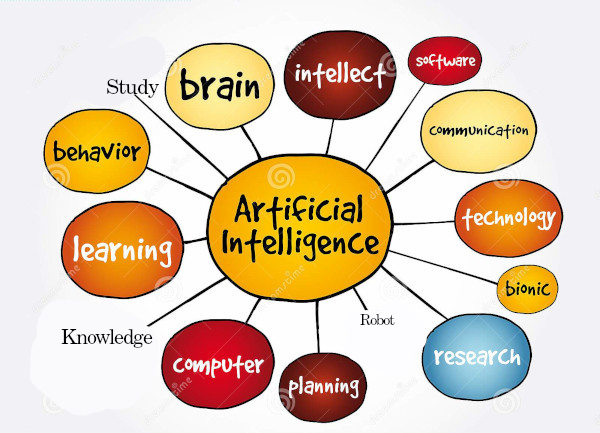 software
intellect
brain
Study
communication
behavior
Artificial
Intelligence
technology
learning
bionic
Robot
Knowledge
research
computer
planning